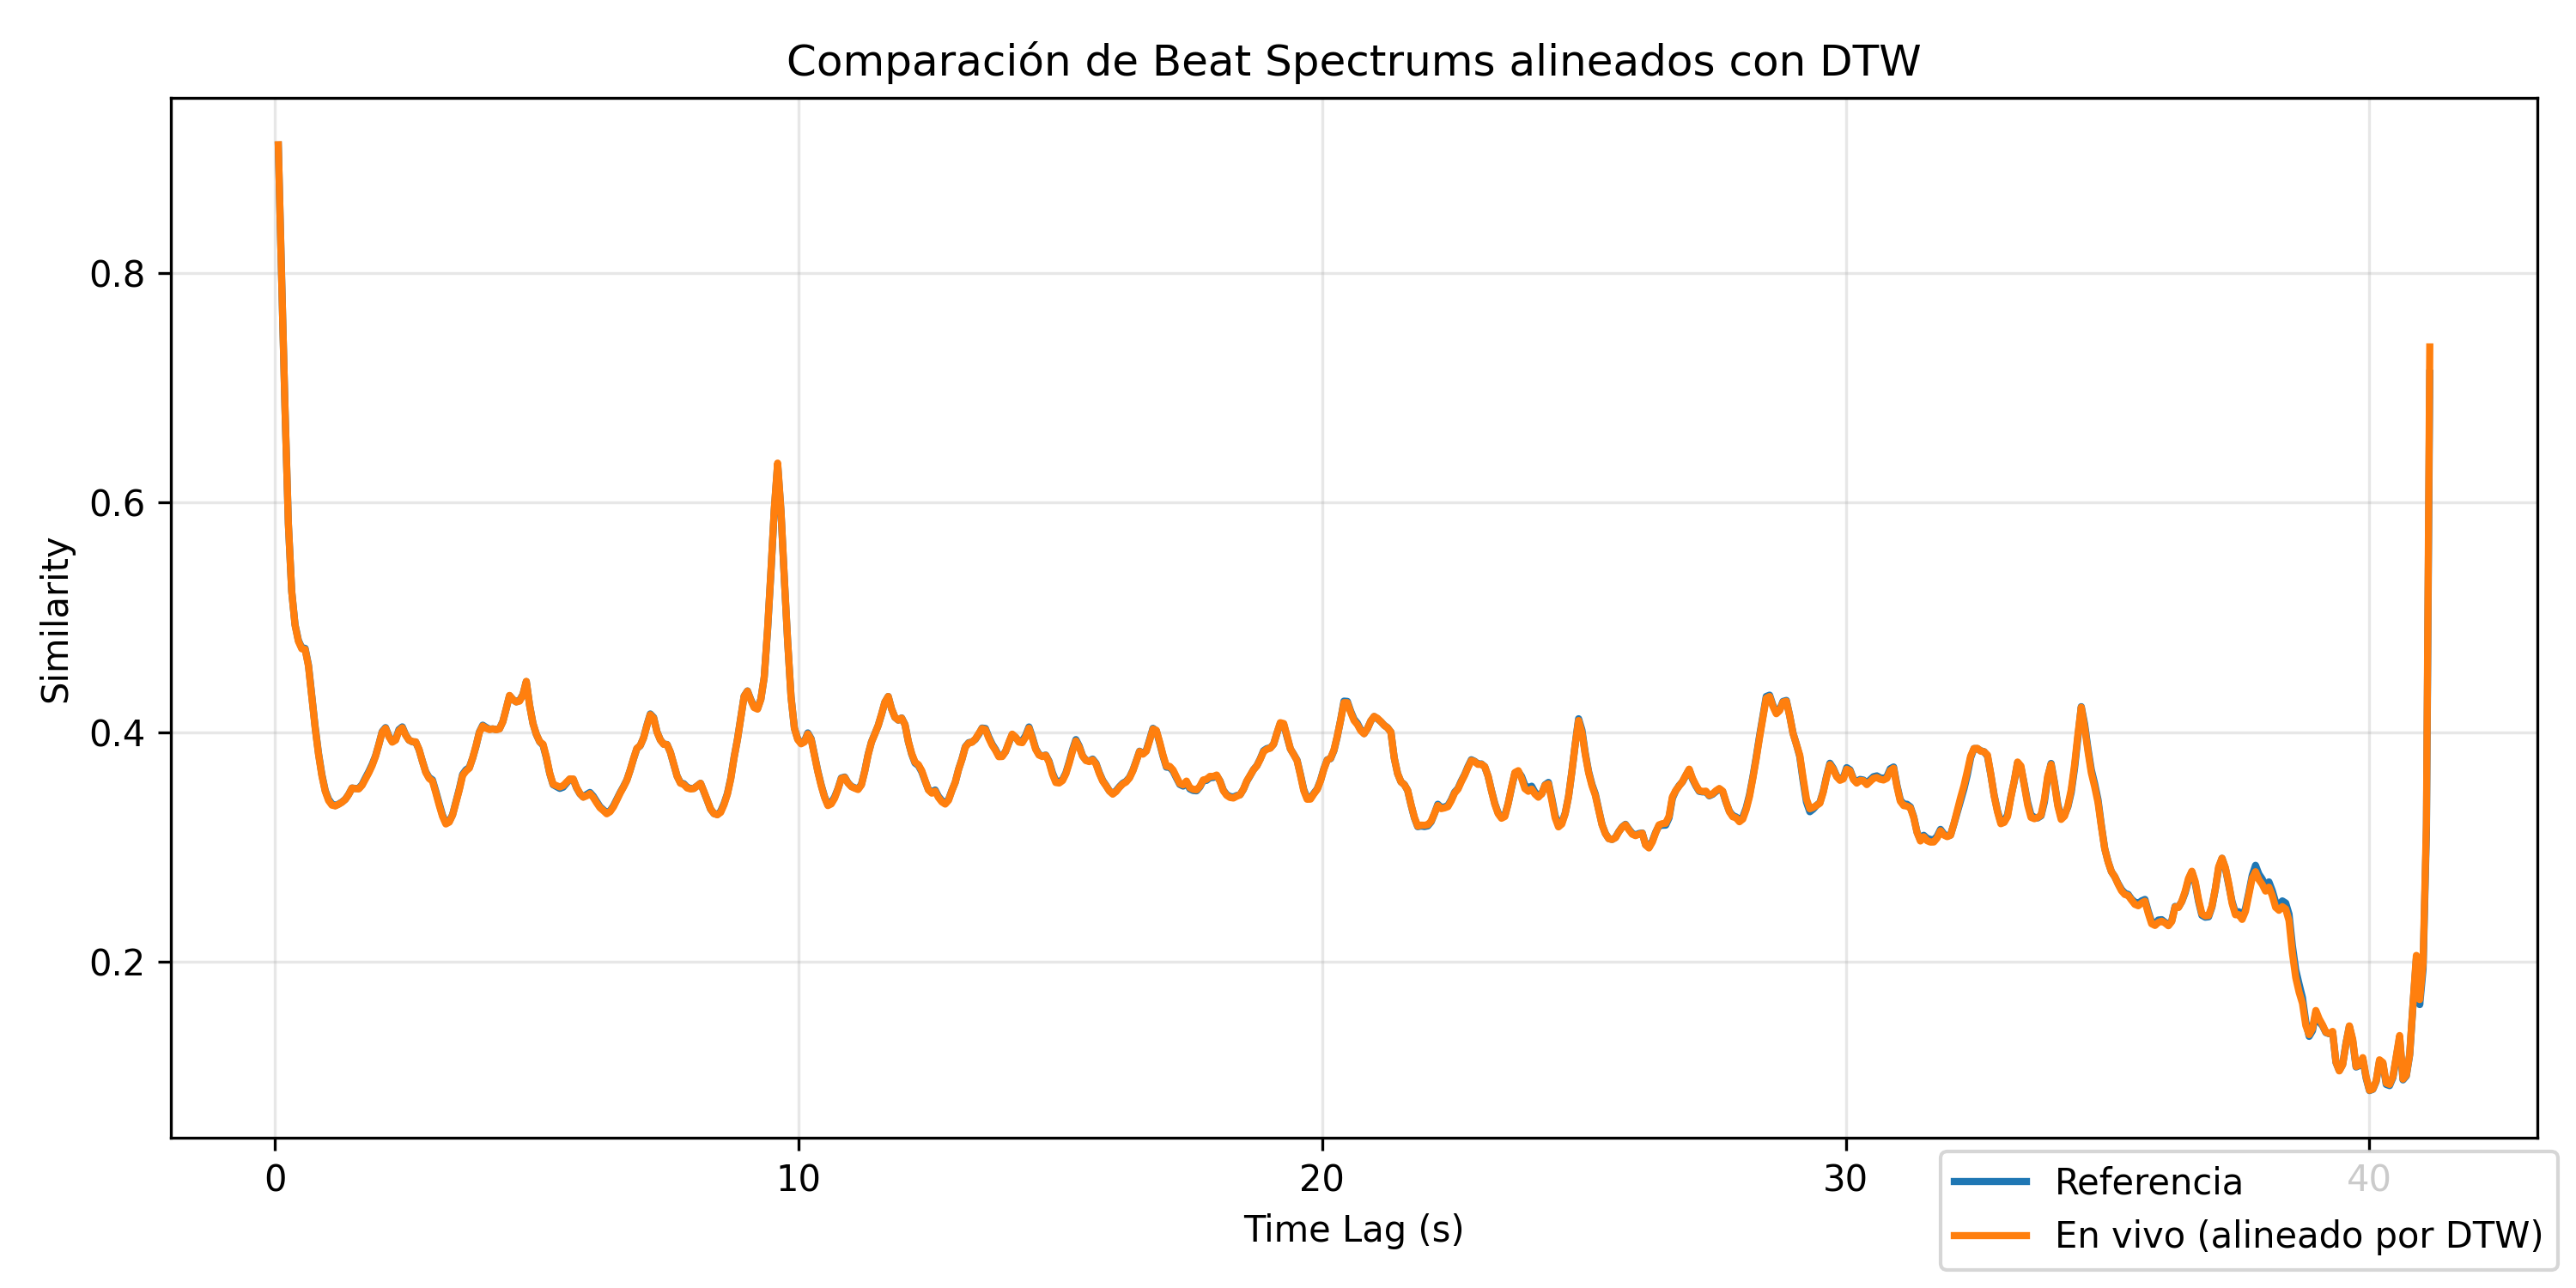 Comparación de Beat Spectrums alineados con DTW
Similarity
0.8
0.6
0.4
0.2
0 10 20 30 40
Time Lag (s)
Referencia
En vivo (alineado por DTW)